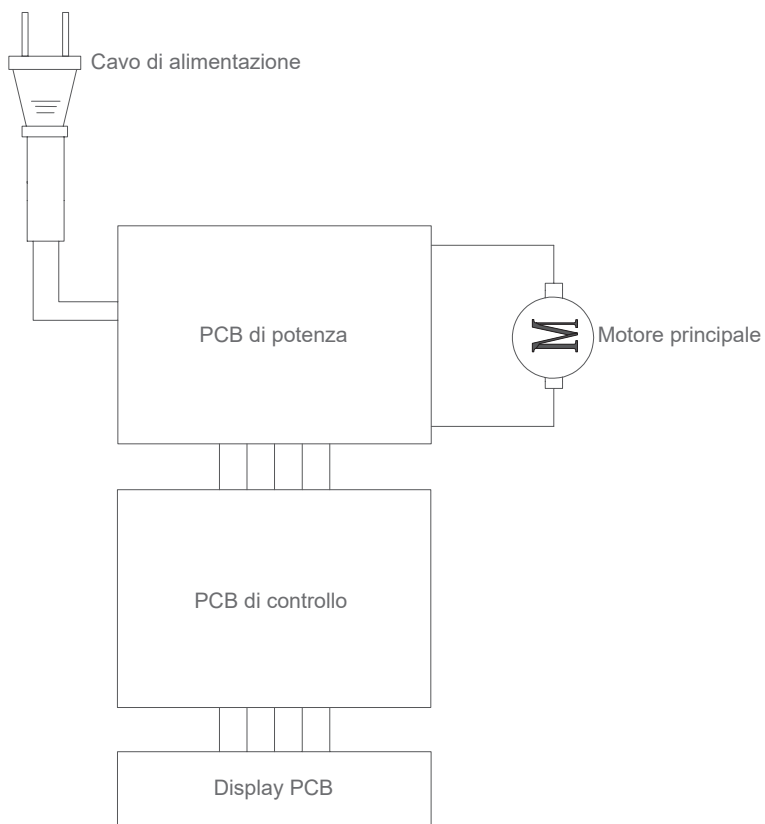 Cavo di alimentazione
PCB di potenza
M
Motore principale
PCB di controllo
Display PCB